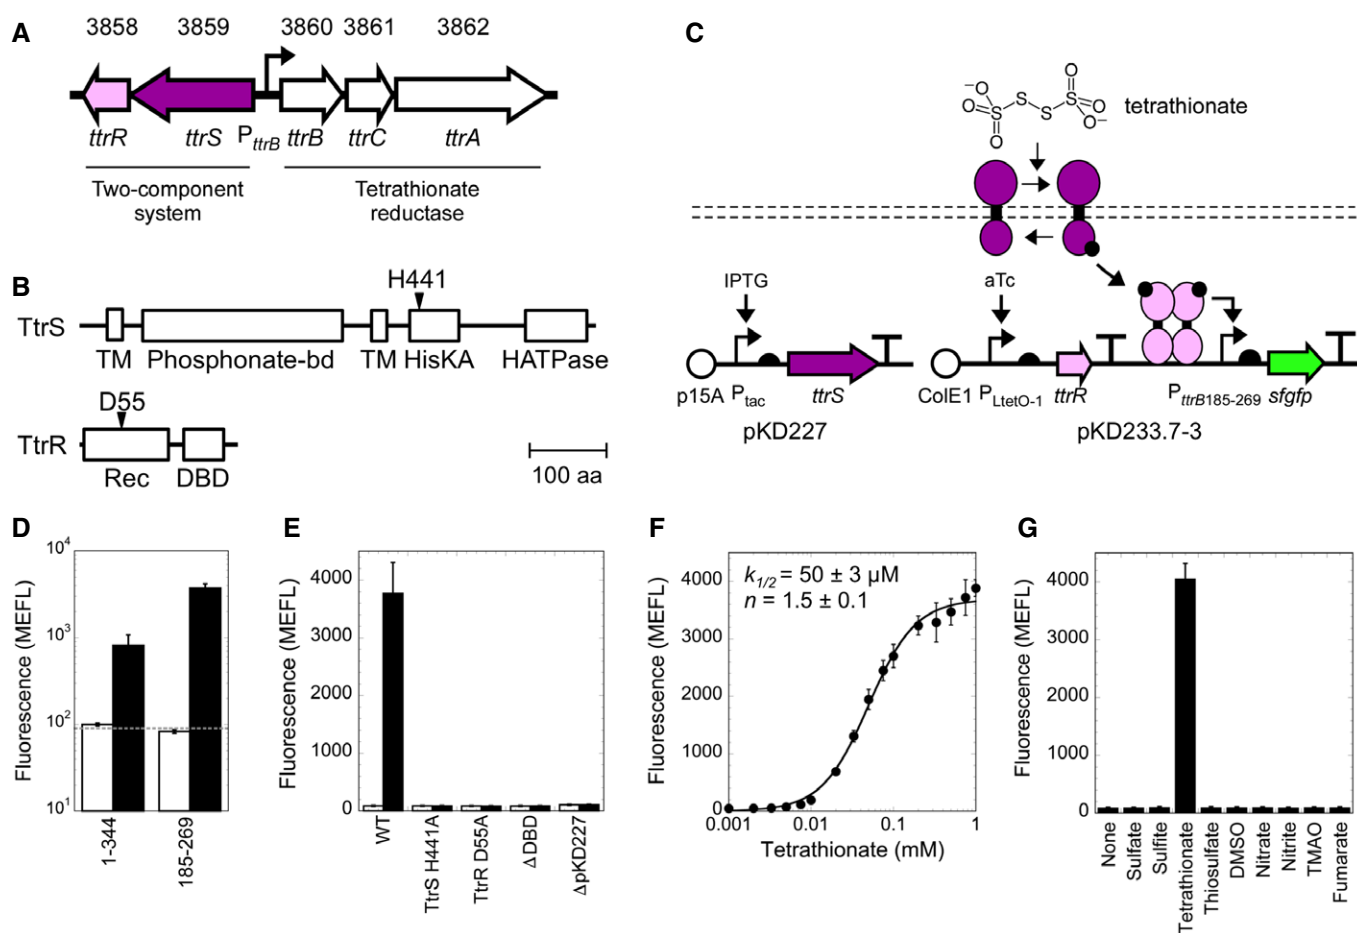 A
3858 3859 3860 3861 3862
ttrR ttrS PttrB ttrB ttrC ttrA
Two-component system
Tetrathionate reductase
B
H441
TtrS
TM Phosphonate-bd TM HisKA HATPase
D55
TtrR
Rec DBD
100 aa
C
−O S O O S S S O O O−
tetrathionate
IPTG
aTc
p15A Ptac ttrS
ColE1 PLtetO-1 ttrR PttrB185-269 sfgfp
pKD227
pKD233.7-3
D
Fluorescence (MEFL)
10^4
10^3
10^2
10^1
1-344
185-269
E
Fluorescence (MEFL)
4000
3000
2000
1000
0
WT
TtrS H441A
TtrR D55A
ΔDBD
ΔpKD227
F
Fluorescence (MEFL)
k1/2 = 50 ± 3 µM
n = 1.5 ± 0.1
4000
3000
2000
1000
0
0.001 0.01 0.1 1
Tetrathionate (mM)
G
Fluorescence (MEFL)
4000
3000
2000
1000
0
None
Sulfate
Sulfite
Tetrathionate
Thiosulfate
DMSO
Nitrate
Nitrite
TMAO
Fumarate